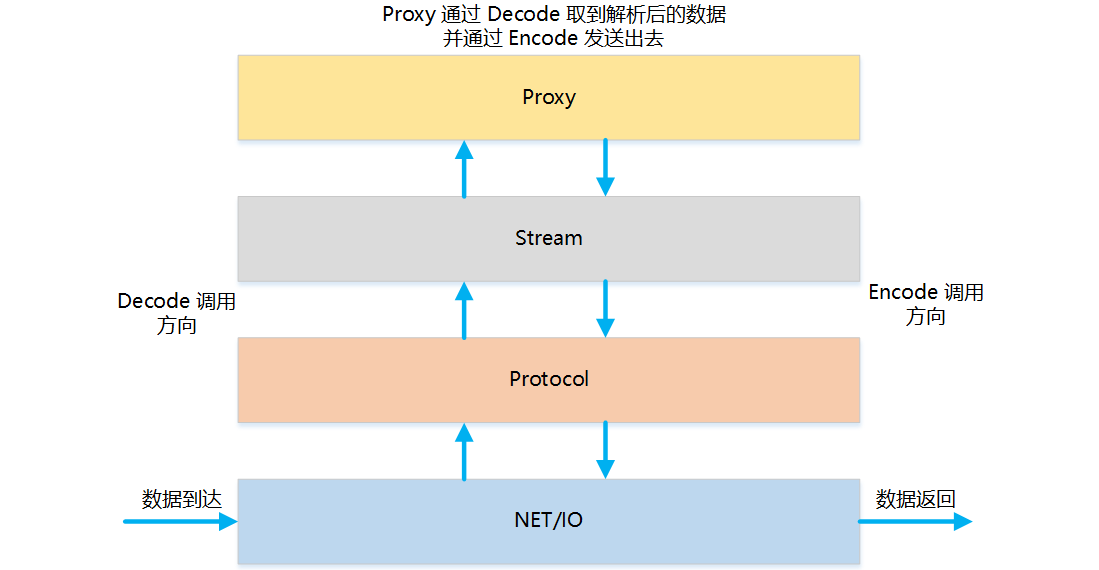 Proxy 通过 Decode 取到解析后的数据
并通过 Encode 发送出去
Proxy
Stream
Decode 调用
方向
Encode 调用
方向
Protocol
数据到达
NET/IO
数据返回